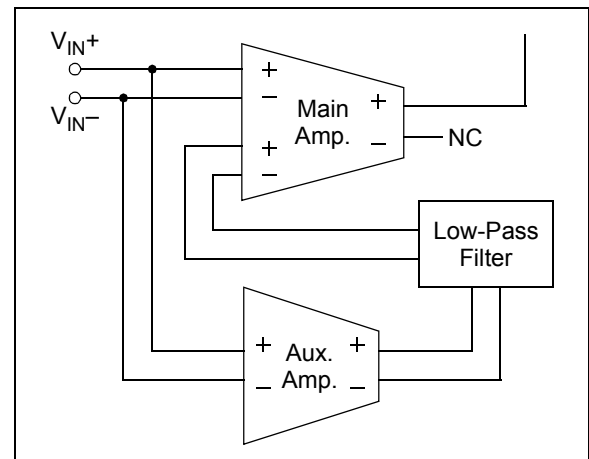 V_IN+
V_IN–
+
–
+
–
Main
Amp.
+
–
NC
Low-Pass
Filter
+
–
Aux.
Amp.
+
–